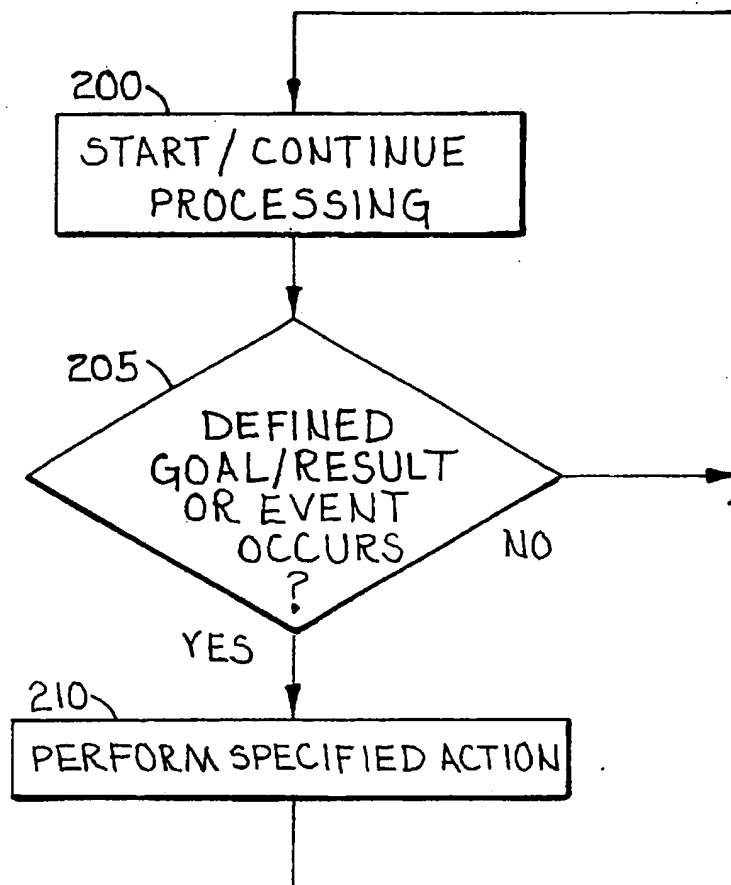 200
START / CONTINUE
PROCESSING
205
DEFINED
GOAL/RESULT
OR EVENT
OCCURS
?
NO
YES
210
PERFORM SPECIFIED ACTION